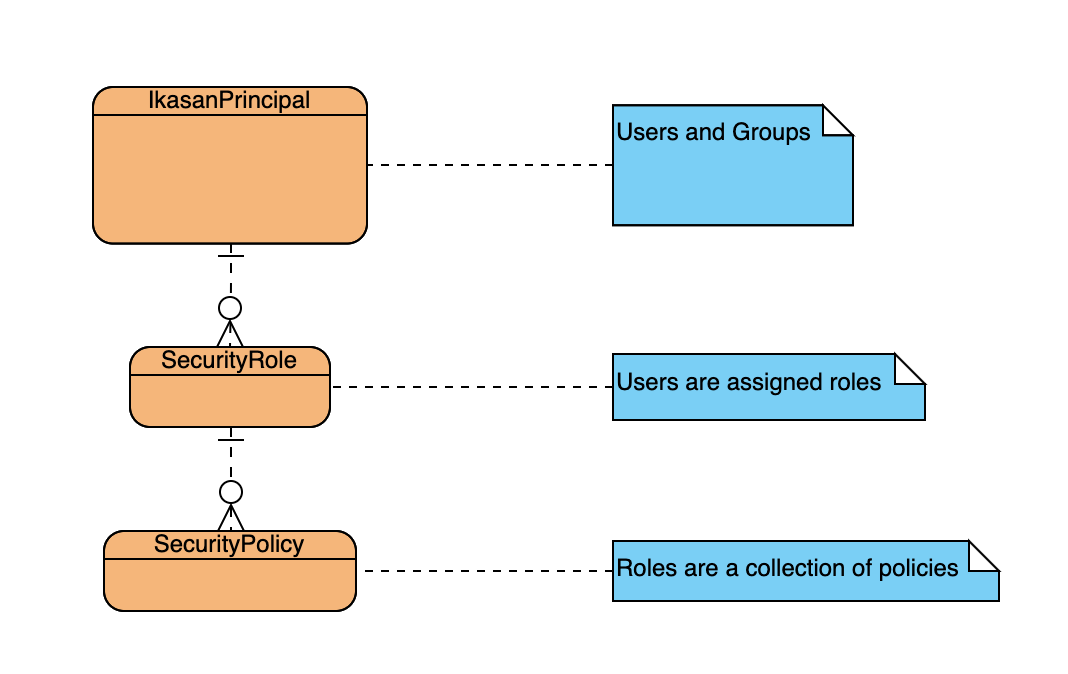 IkasanPrincipal
Users and Groups
SecurityRole
Users are assigned roles
SecurityPolicy
Roles are a collection of policies